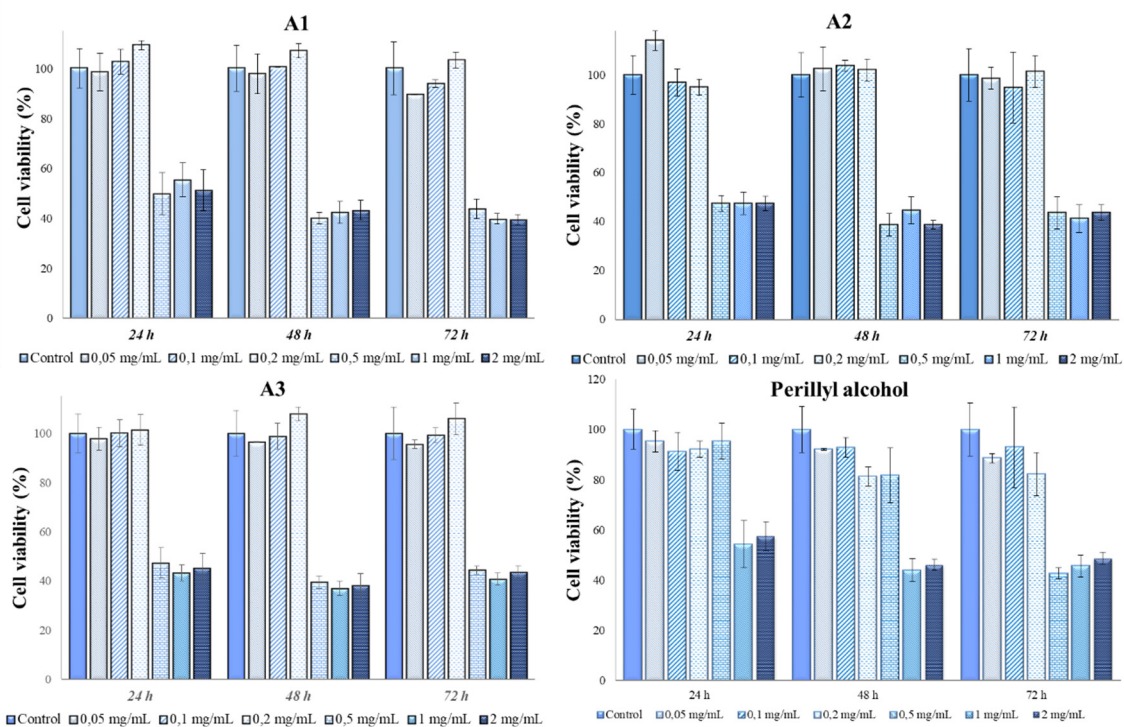 A1
Cell viability (%)
100
80
60
40
20
0
24 h 48 h 72 h
Control 0,05 mg/mL 0,1 mg/mL 0,2 mg/mL 0,5 mg/mL 1 mg/mL 2 mg/mL
A2
Cell viability (%)
100
80
60
40
20
0
24 h 48 h 72 h
Control 0,05 mg/mL 0,1 mg/mL 0,2 mg/mL 0,5 mg/mL 1 mg/mL 2 mg/mL
A3
Cell viability (%)
100
80
60
40
20
0
24 h 48 h 72 h
Control 0,05 mg/mL 0,1 mg/mL 0,2 mg/mL 0,5 mg/mL 1 mg/mL 2 mg/mL
Perillyl alcohol
Cell viability (%)
120
100
80
60
40
20
0
24 h 48 h 72 h
Control 0,05 mg/mL 0,1 mg/mL 0,2 mg/mL 0,5 mg/mL 1 mg/mL 2 mg/mL